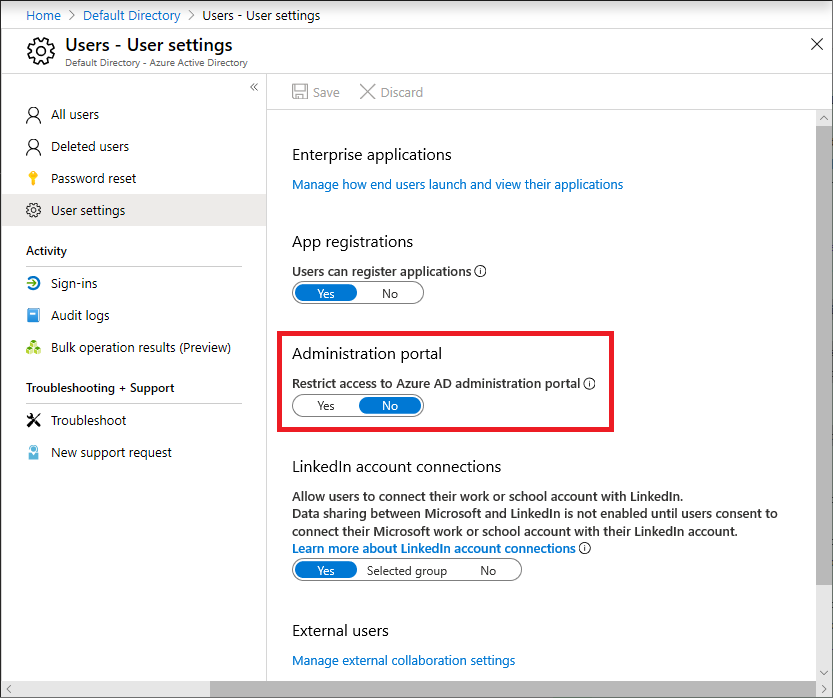 Home > Default Directory > Users - User settings
Users - User settings
Default Directory - Azure Active Directory
«
All users
Deleted users
Password reset
User settings
Activity
Sign-ins
Audit logs
Bulk operation results (Preview)
Troubleshooting + Support
Troubleshoot
New support request
Save Discard
Enterprise applications
Manage how end users launch and view their applications
App registrations
Users can register applications
Yes No
Administration portal
Restrict access to Azure AD administration portal
Yes No
LinkedIn account connections
Allow users to connect their work or school account with LinkedIn.
Data sharing between Microsoft and LinkedIn is not enabled until users consent to
connect their Microsoft work or school account with their LinkedIn account.
Learn more about LinkedIn account connections
Yes Selected group No
External users
Manage external collaboration settings